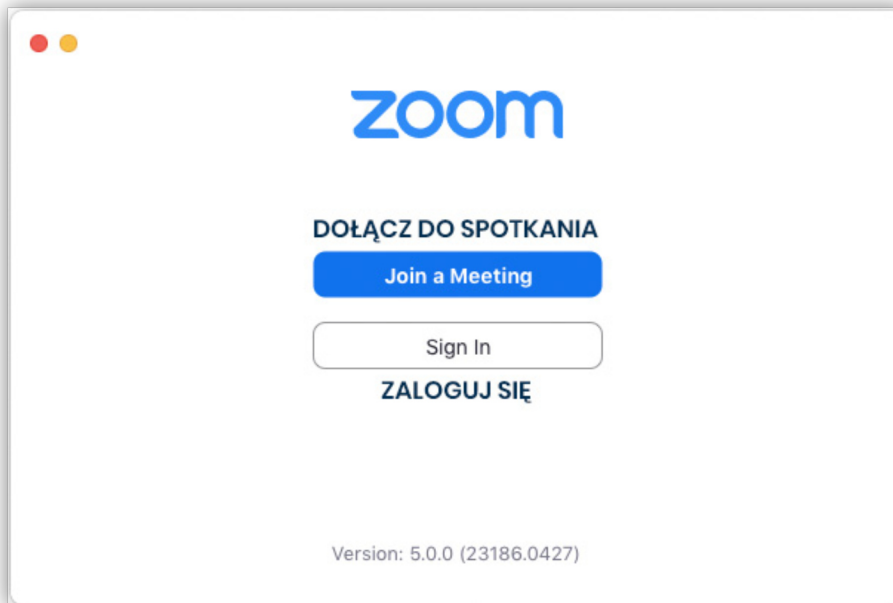 zoom
DOŁĄCZ DO SPOTKANIA
Join a Meeting
Sign In
ZALOGUJ SIĘ
Version: 5.0.0 (23186.0427)